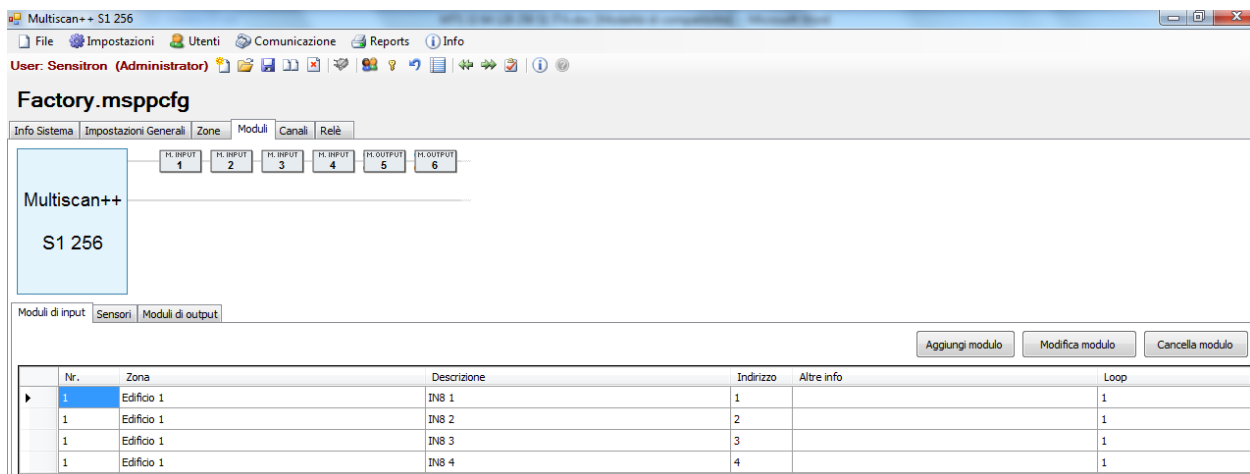 Multiscan++ S1 256
File Impostazioni Utenti Comunicazione Reports Info
User: Sensitron (Administrator)
Factory.msppcfg
Info Sistema Impostazioni Generali Zone Moduli Canali Relè
M. INPUT M. INPUT M. INPUT M. INPUT M. OUTPUT M. OUTPUT
1 2 3 4 5 6
Multiscan++
S1 256
Moduli di input Sensori Moduli di output
Aggiungi modulo Modifica modulo Cancella modulo
Nr. Zona Descrizione Indirizzo Altre info Loop
1 Edificio 1 IN8 1 1 1
1 Edificio 1 IN8 2 2 1
1 Edificio 1 IN8 3 3 1
1 Edificio 1 IN8 4 4 1